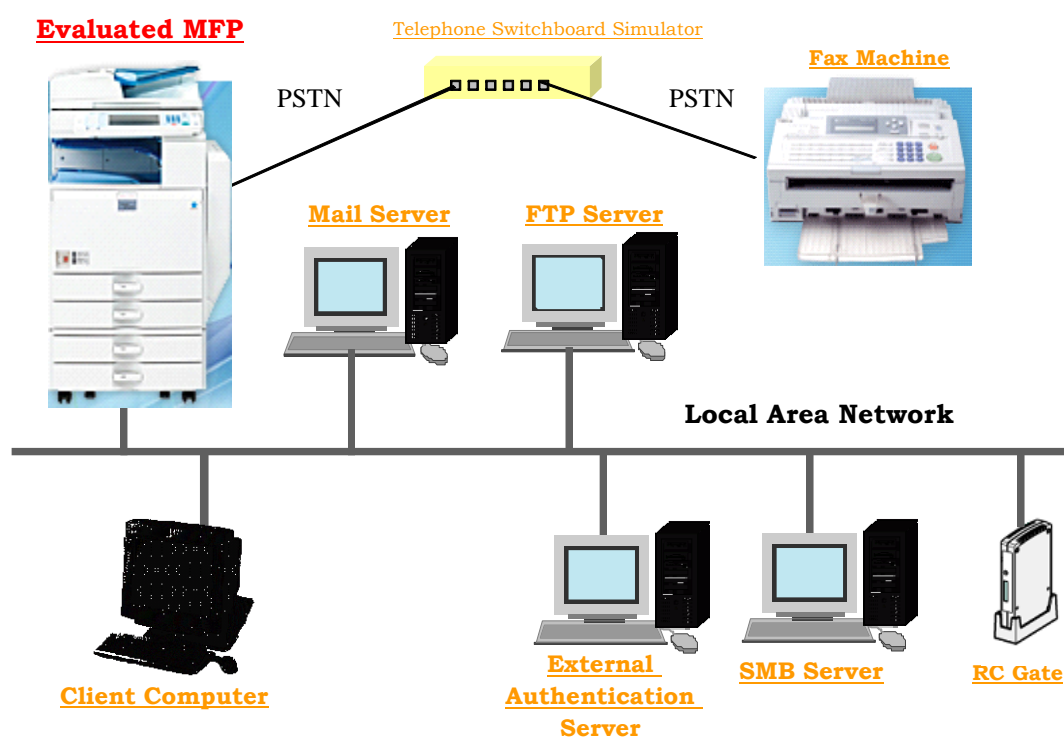 Evaluated MFP
Telephone Switchboard Simulator
Fax Machine
PSTN
PSTN
Mail Server
FTP Server
Local Area Network
Client Computer
External
Authentication
Server
SMB Server
RC Gate